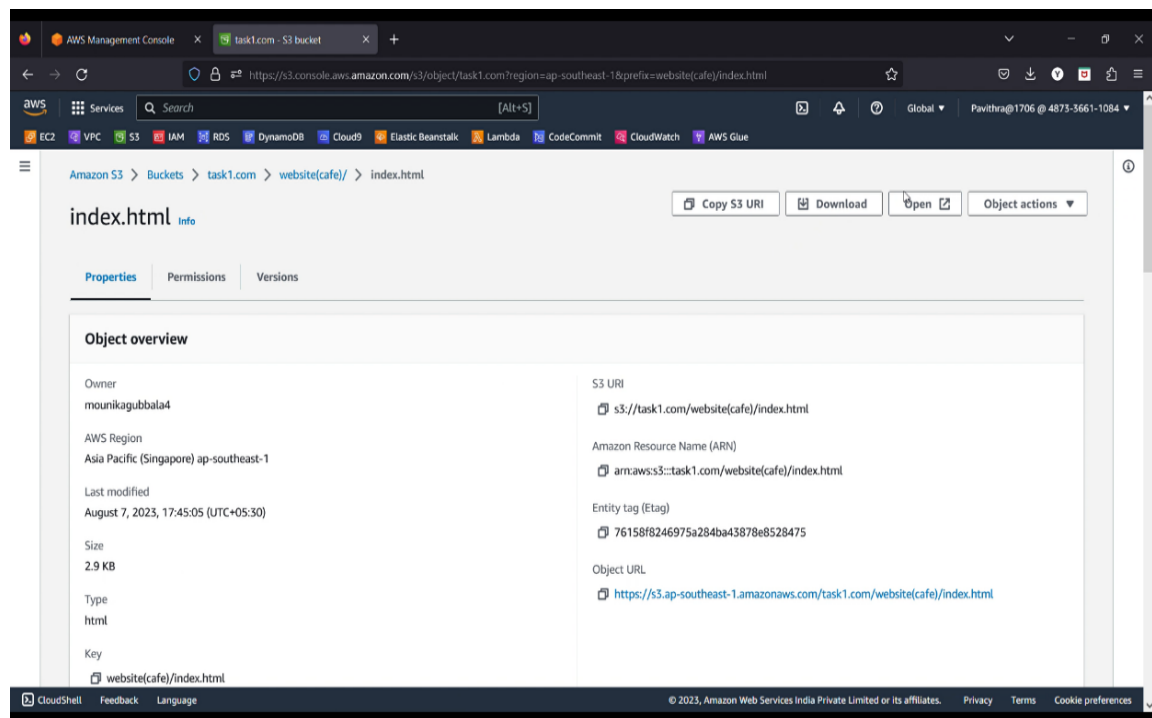 AWS Management Console
task1.com - S3 bucket
https://s3.console.aws.amazon.com/s3/object/task1.com?region=ap-southeast-1&prefix=website(cafe)/index.html
aws
Services
Search
[Alt+S]
Global
Pavithra@1706 @ 4873-3661-1084
EC2
VPC
S3
IAM
RDS
DynamoDB
Cloud9
Elastic Beanstalk
Lambda
CodeCommit
CloudWatch
AWS Glue
Amazon S3 > Buckets > task1.com > website(cafe)/ > index.html
index.html Info
Copy S3 URI
Download
Open
Object actions
Properties
Permissions
Versions
Object overview
Owner
mounikagubbala4
AWS Region
Asia Pacific (Singapore) ap-southeast-1
Last modified
August 7, 2023, 17:45:05 (UTC+05:30)
Size
2.9 KB
Type
html
Key
website(cafe)/index.html
S3 URI
s3://task1.com/website(cafe)/index.html
Amazon Resource Name (ARN)
arn:aws:s3:::task1.com/website(cafe)/index.html
Entity tag (Etag)
76158f8246975a284ba43878e8528475
Object URL
https://s3.ap-southeast-1.amazonaws.com/task1.com/website(cafe)/index.html
CloudShell
Feedback
Language
© 2023, Amazon Web Services India Private Limited or its affiliates.
Privacy
Terms
Cookie preferences